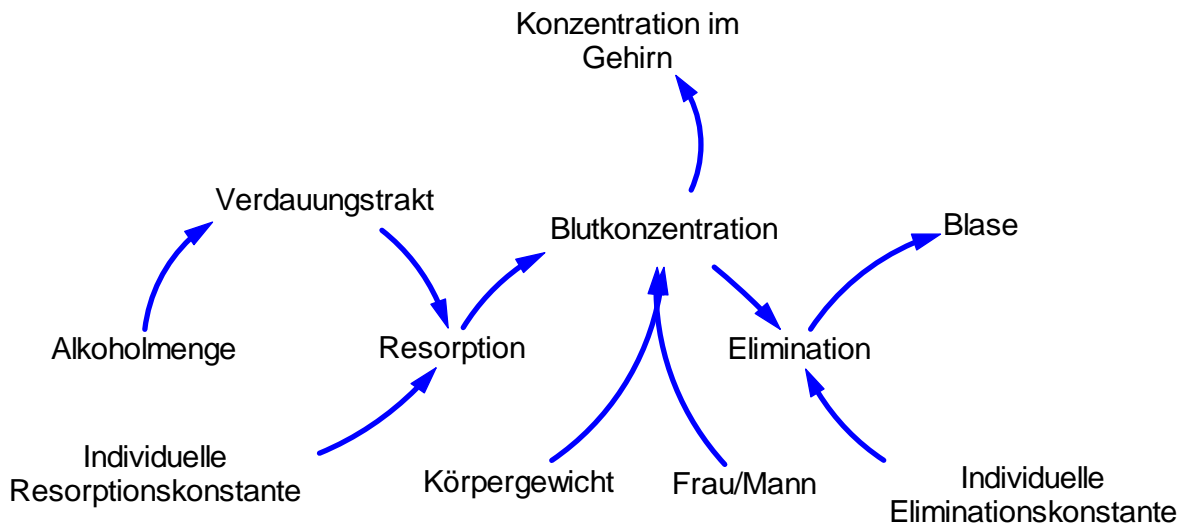 Konzentration im
Gehirn
Verdauungstrakt
Blutkonzentration
Blase
Alkoholmenge
Resorption
Elimination
Individuelle
Resorptionskonstante
Körpergewicht
Frau/Mann
Individuelle
Eliminationskonstante